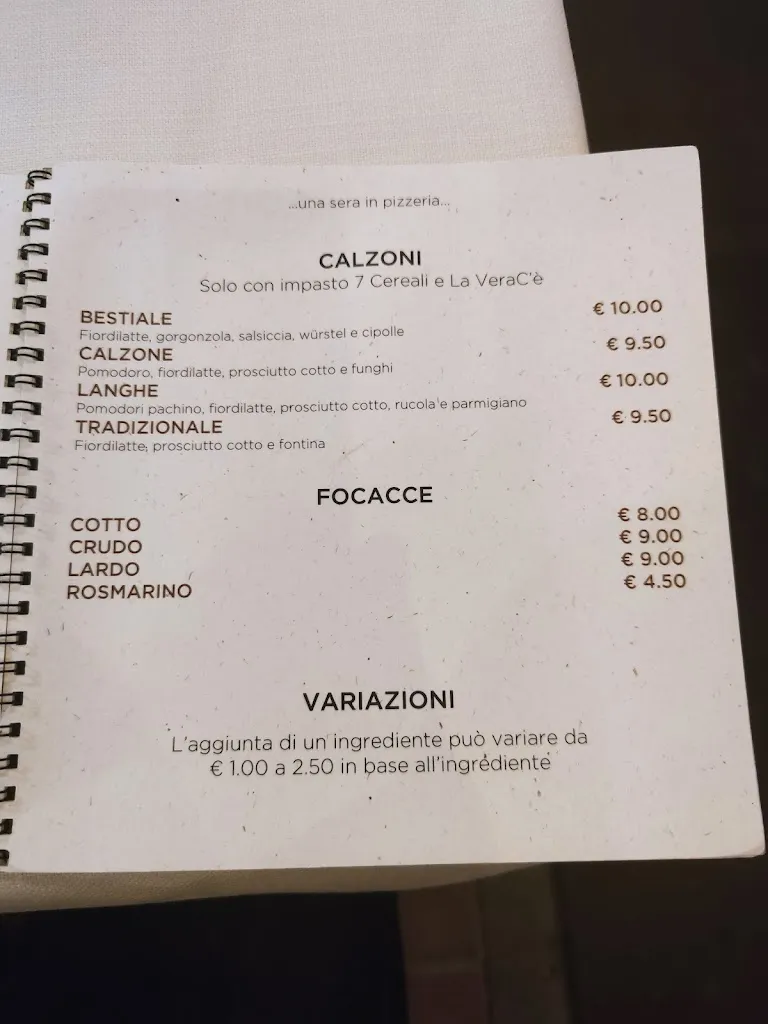 ...una sera in pizzeria...
CALZONI
Solo con impasto 7 Cereali e La VeraC'è
BESTIALE € 10.00
Fiordilatte, gorgonzola, salsiccia, würstel e cipolle
CALZONE € 9.50
Pomodoro, fiordilatte, prosciutto cotto e funghi
LANGHE € 10.00
Pomodori pachino, fiordilatte, prosciutto cotto, rucola e parmigiano
TRADIZIONALE € 9.50
Fiordilatte, prosciutto cotto e fontina
FOCACCE
COTTO € 8.00
CRUDO € 9.00
LARDO € 9.00
ROSMARINO € 4.50
VARIAZIONI
L'aggiunta di un ingrediente può variare da
€ 1.00 a 2.50 in base all'ingrediente